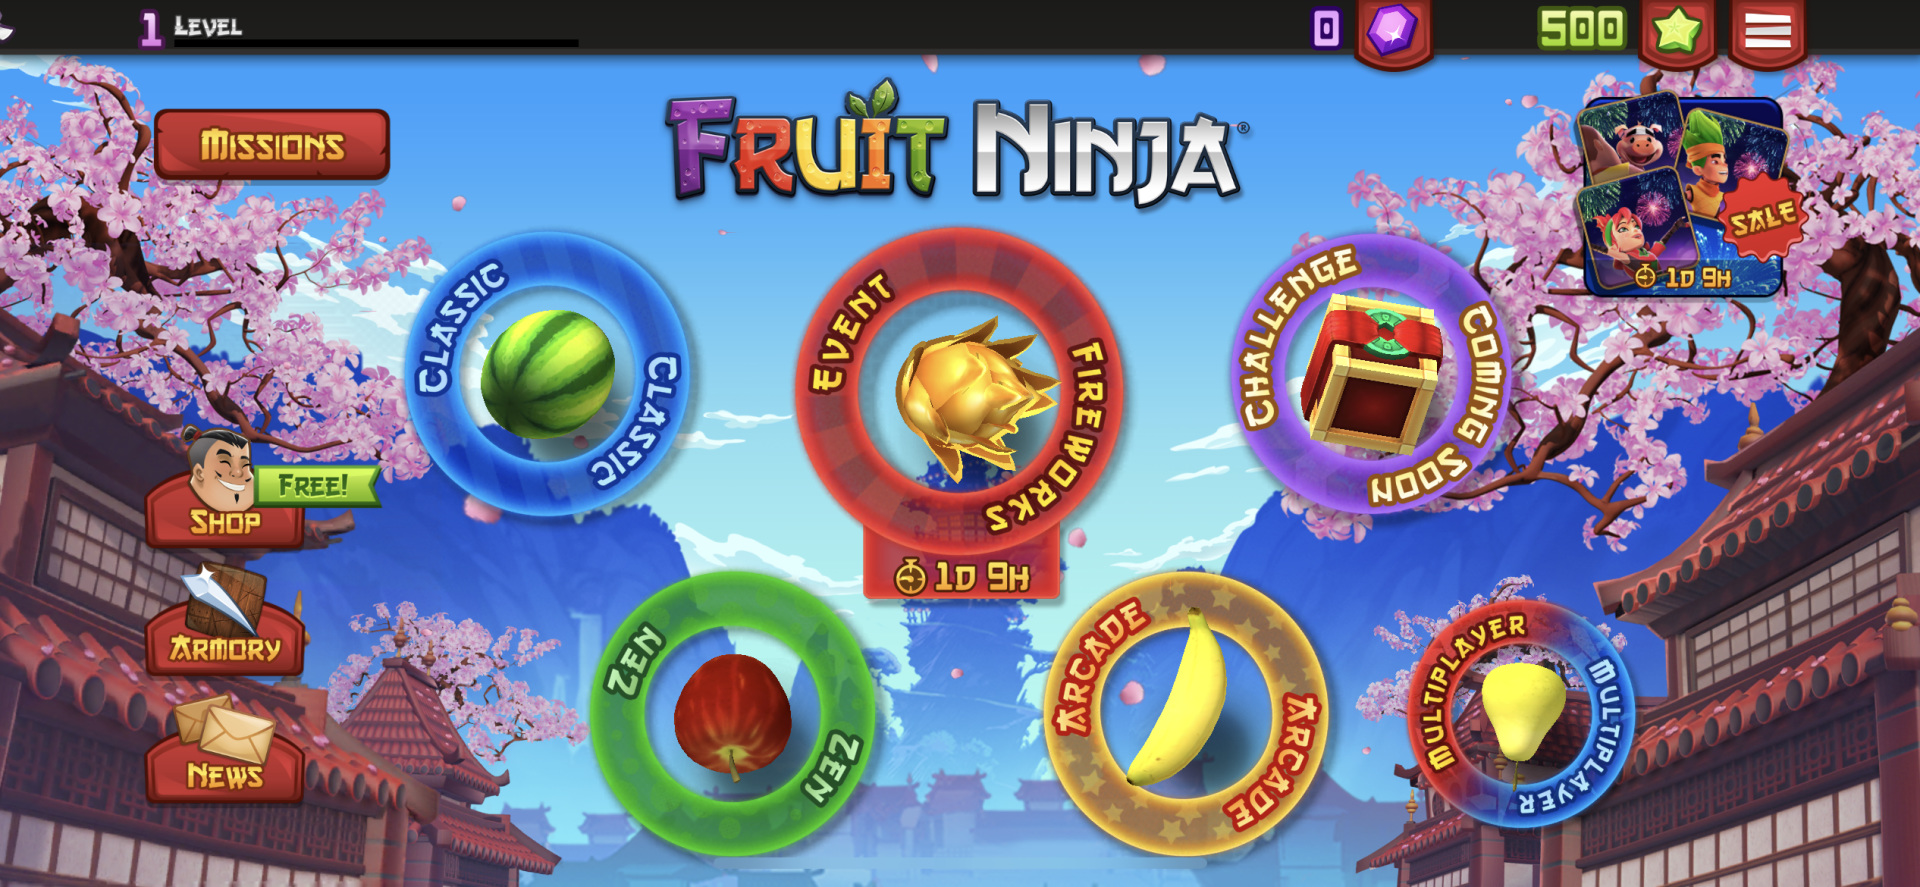 1 LEVEL
0
500
MISSIONS
FRUIT NINJA®
SALE
1D 9H
CLASSIC CLASSIC
EVENT FIREWORKS
1D 9H
CHALLENGE COMING SOON
FREE!
SHOP
ARMORY
NEWS
ZEN ZEN
ARCADE ARCADE
MULTIPLAYER MULTIPLAYER